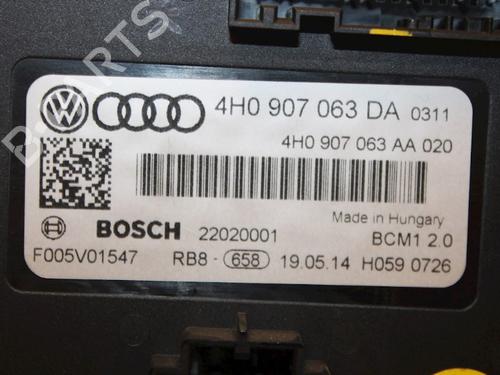 B-PARTS
4H0 907 063 DA 0311
4H0 907 063 AA 020
Made in Hungary
BOSCH 22020001 BCM1 2.0
F005V01547 RB8 - 658 19.05.14 H059 0726